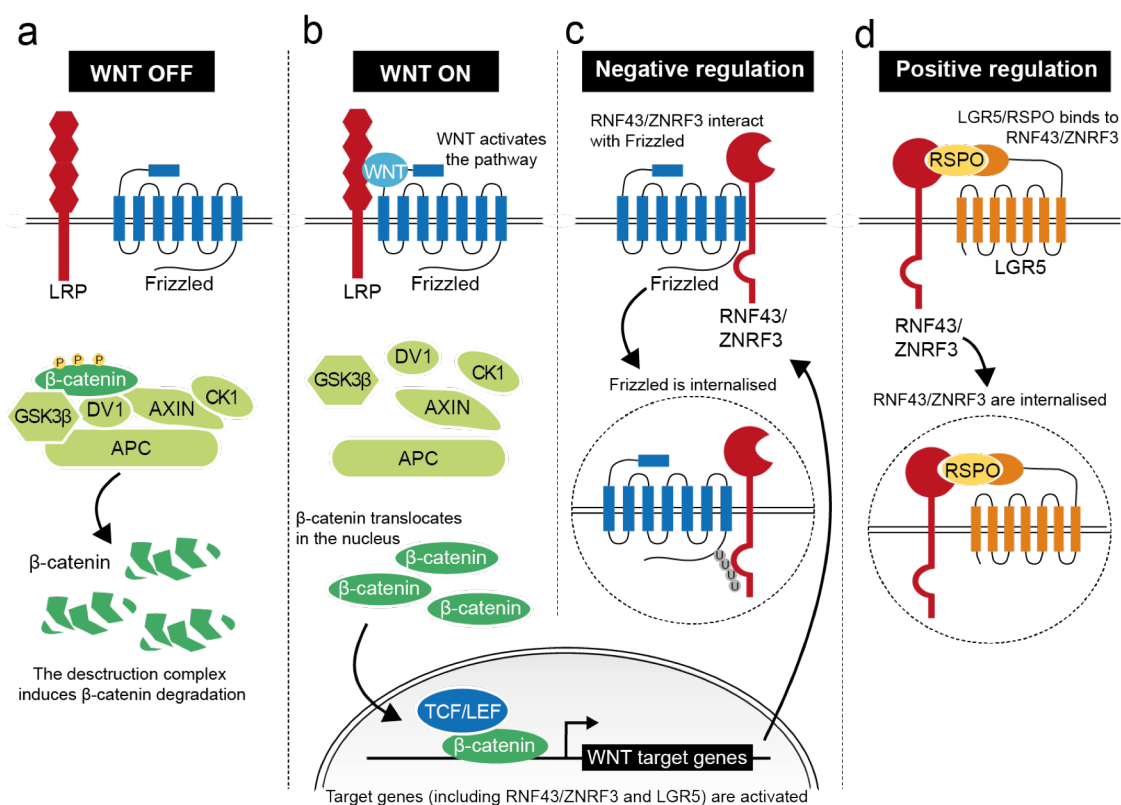 a
WNT OFF
LRP
Frizzled
P P P
β-catenin
GSK3β
DV1
AXIN
CK1
APC
β-catenin
The desctruction complex
induces β-catenin degradation
b
WNT ON
WNT activates
the pathway
WNT
LRP
Frizzled
GSK3β
DV1
CK1
AXIN
APC
β-catenin translocates
in the nucleus
β-catenin
β-catenin
β-catenin
TCF/LEF
β-catenin
WNT target genes
Target genes (including RNF43/ZNRF3 and LGR5) are activated
c
Negative regulation
RNF43/ZNRF3 interact
with Frizzled
Frizzled
RNF43/
ZNRF3
Frizzled is internalised
U
U
U
U
d
Positive regulation
LGR5/RSPO binds to
RNF43/ZNRF3
RSPO
LGR5
RNF43/
ZNRF3
RNF43/ZNRF3 are internalised
RSPO